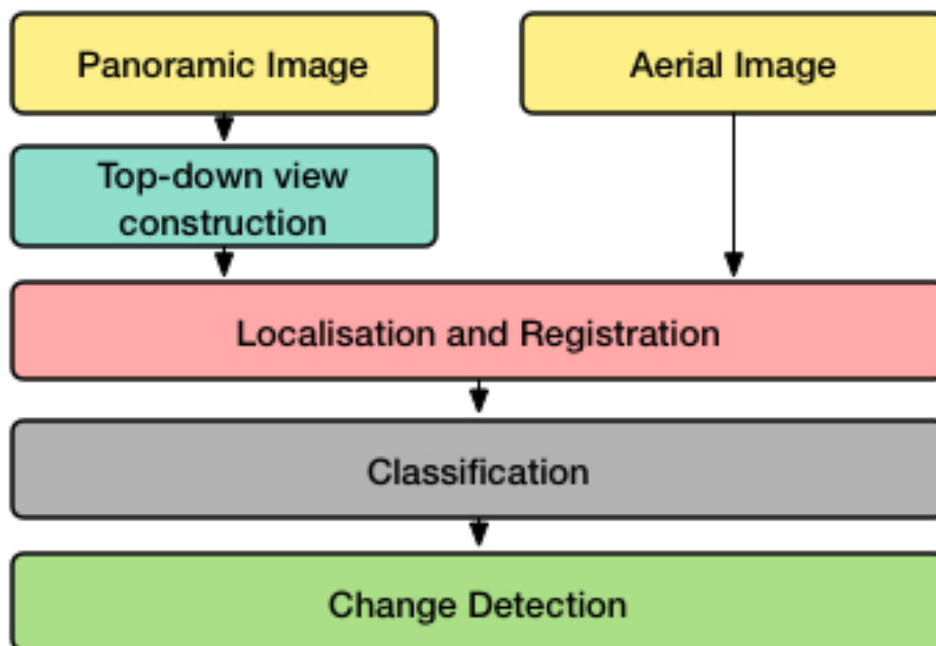 Panoramic Image
Aerial Image
Top-down view
construction
Localisation and Registration
Classification
Change Detection